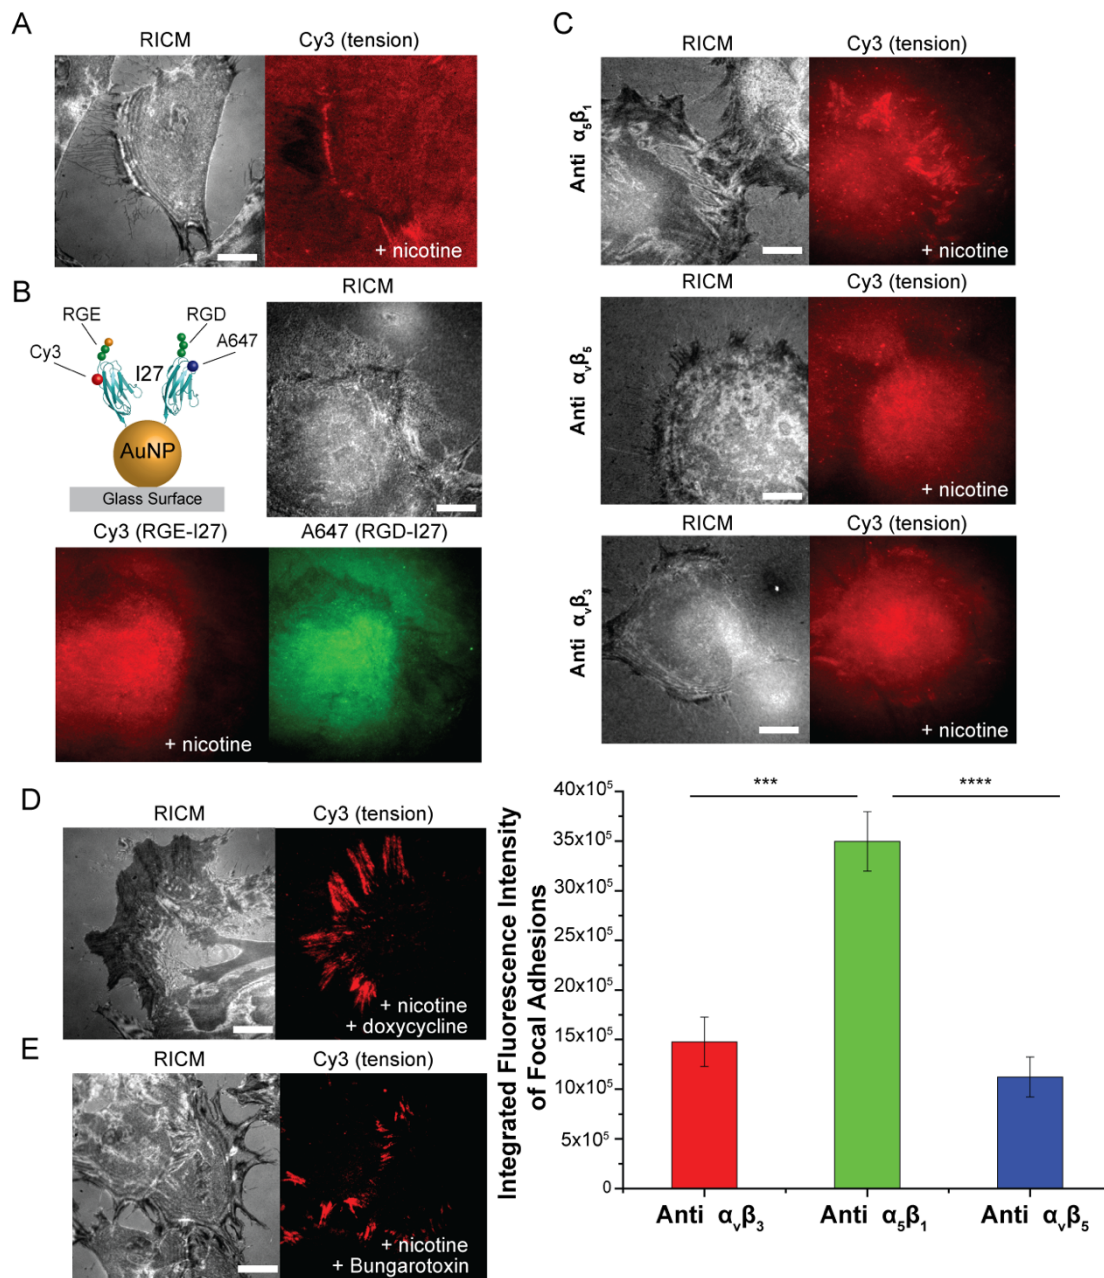 A
RICM
Cy3 (tension)
+ nicotine
B
RGE
RGD
Cy3
A647
I27
AuNP
Glass Surface
RICM
Cy3 (RGE-I27)
A647 (RGD-I27)
+ nicotine
C
RICM
Cy3 (tension)
Anti α₅β₁
+ nicotine
RICM
Cy3 (tension)
Anti αᵥβ₅
+ nicotine
RICM
Cy3 (tension)
Anti αᵥβ₃
+ nicotine
D
RICM
Cy3 (tension)
+ nicotine
+ doxycycline
E
RICM
Cy3 (tension)
+ nicotine
+ Bungarotoxin
Integrated Fluorescence Intensity
of Focal Adhesions
40x10⁵
35x10⁵
30x10⁵
25x10⁵
20x10⁵
15x10⁵
10x10⁵
5x10⁵
0
***
****
Anti αᵥβ₃
Anti α₅β₁
Anti αᵥβ₅